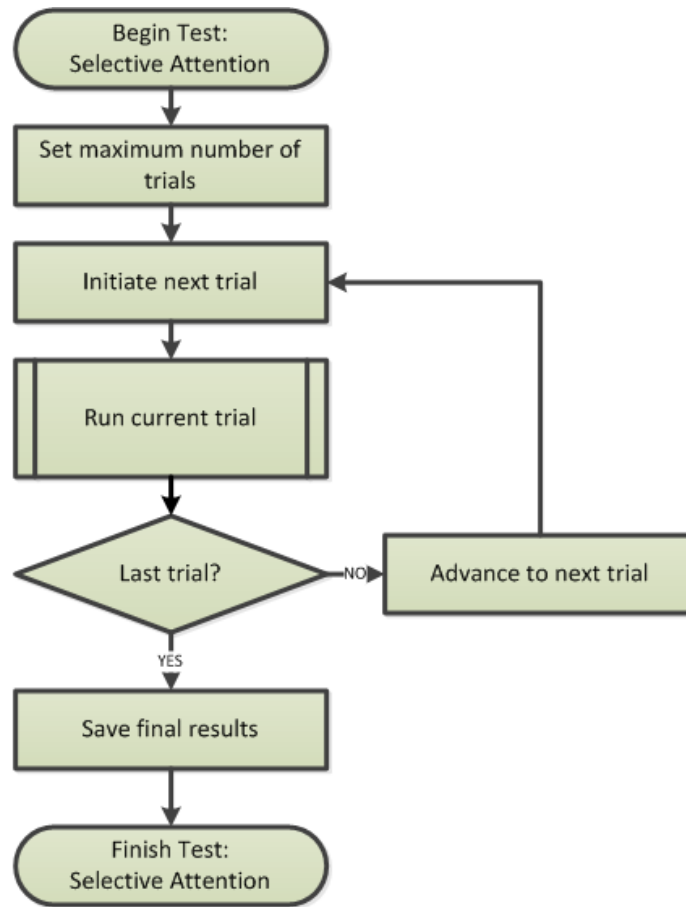 Begin Test:
Selective Attention
Set maximum number of
trials
Initiate next trial
Run current trial
Last trial?
NO
Advance to next trial
YES
Save final results
Finish Test:
Selective Attention